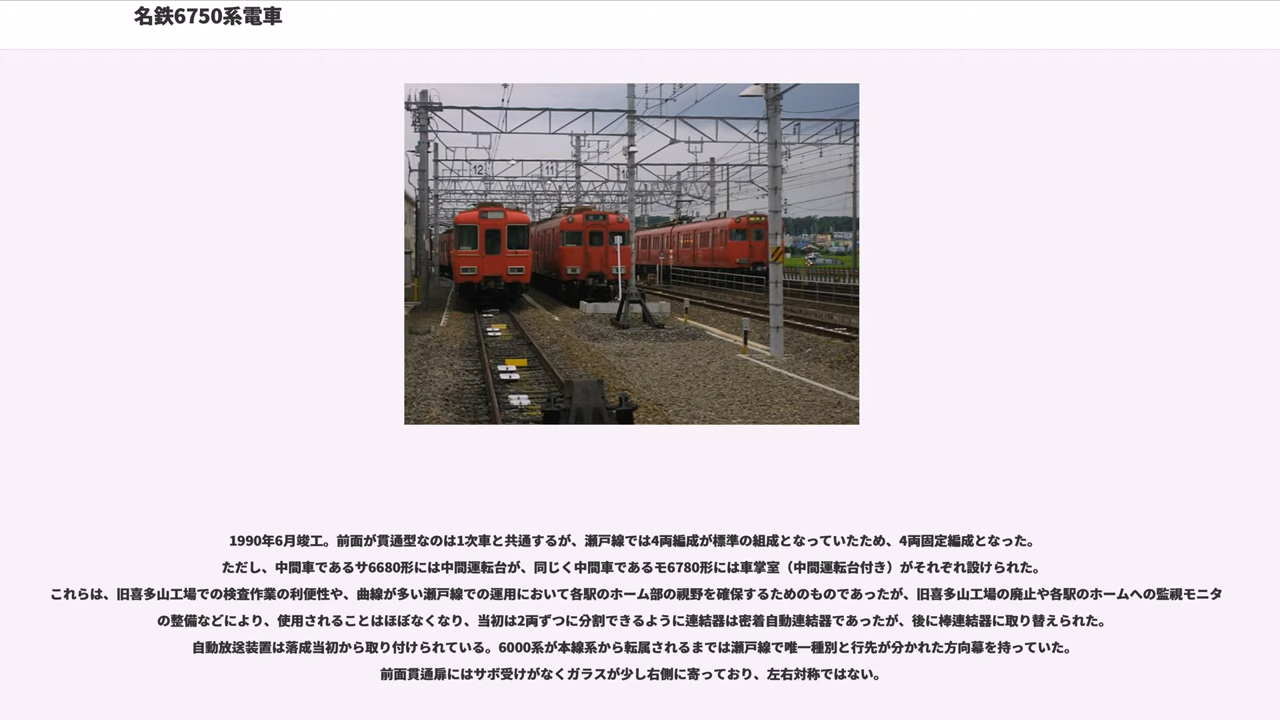 名鉄6750系電車
12
11
1990年6月竣工。前面が貫通型なのは1次車と共通するが、瀬戸線では4両編成が標準の組成となっていたため、4両固定編成となった。
ただし、中間車であるサ6680形には中間運転台が、同じく中間車であるモ6780形には車掌室（中間運転台付き）がそれぞれ設けられた。
これらは、旧喜多山工場での検査作業の利便性や、曲線が多い瀬戸線での運用において各駅のホーム部の視野を確保するためのものであったが、旧喜多山工場の廃止や各駅のホームへの監視モニタ
の整備などにより、使用されることはほぼなくなり、当初は2両ずつに分割できるように連結器は密着自動連結器であったが、後に棒連結器に取り替えられた。
自動放送装置は落成当初から取り付けられている。6000系が本線系から転属されるまでは瀬戸線で唯一種別と行先が分かれた方向幕を持っていた。
前面貫通扉にはサボ受けがなくガラスが少し右側に寄っており、左右対称ではない。